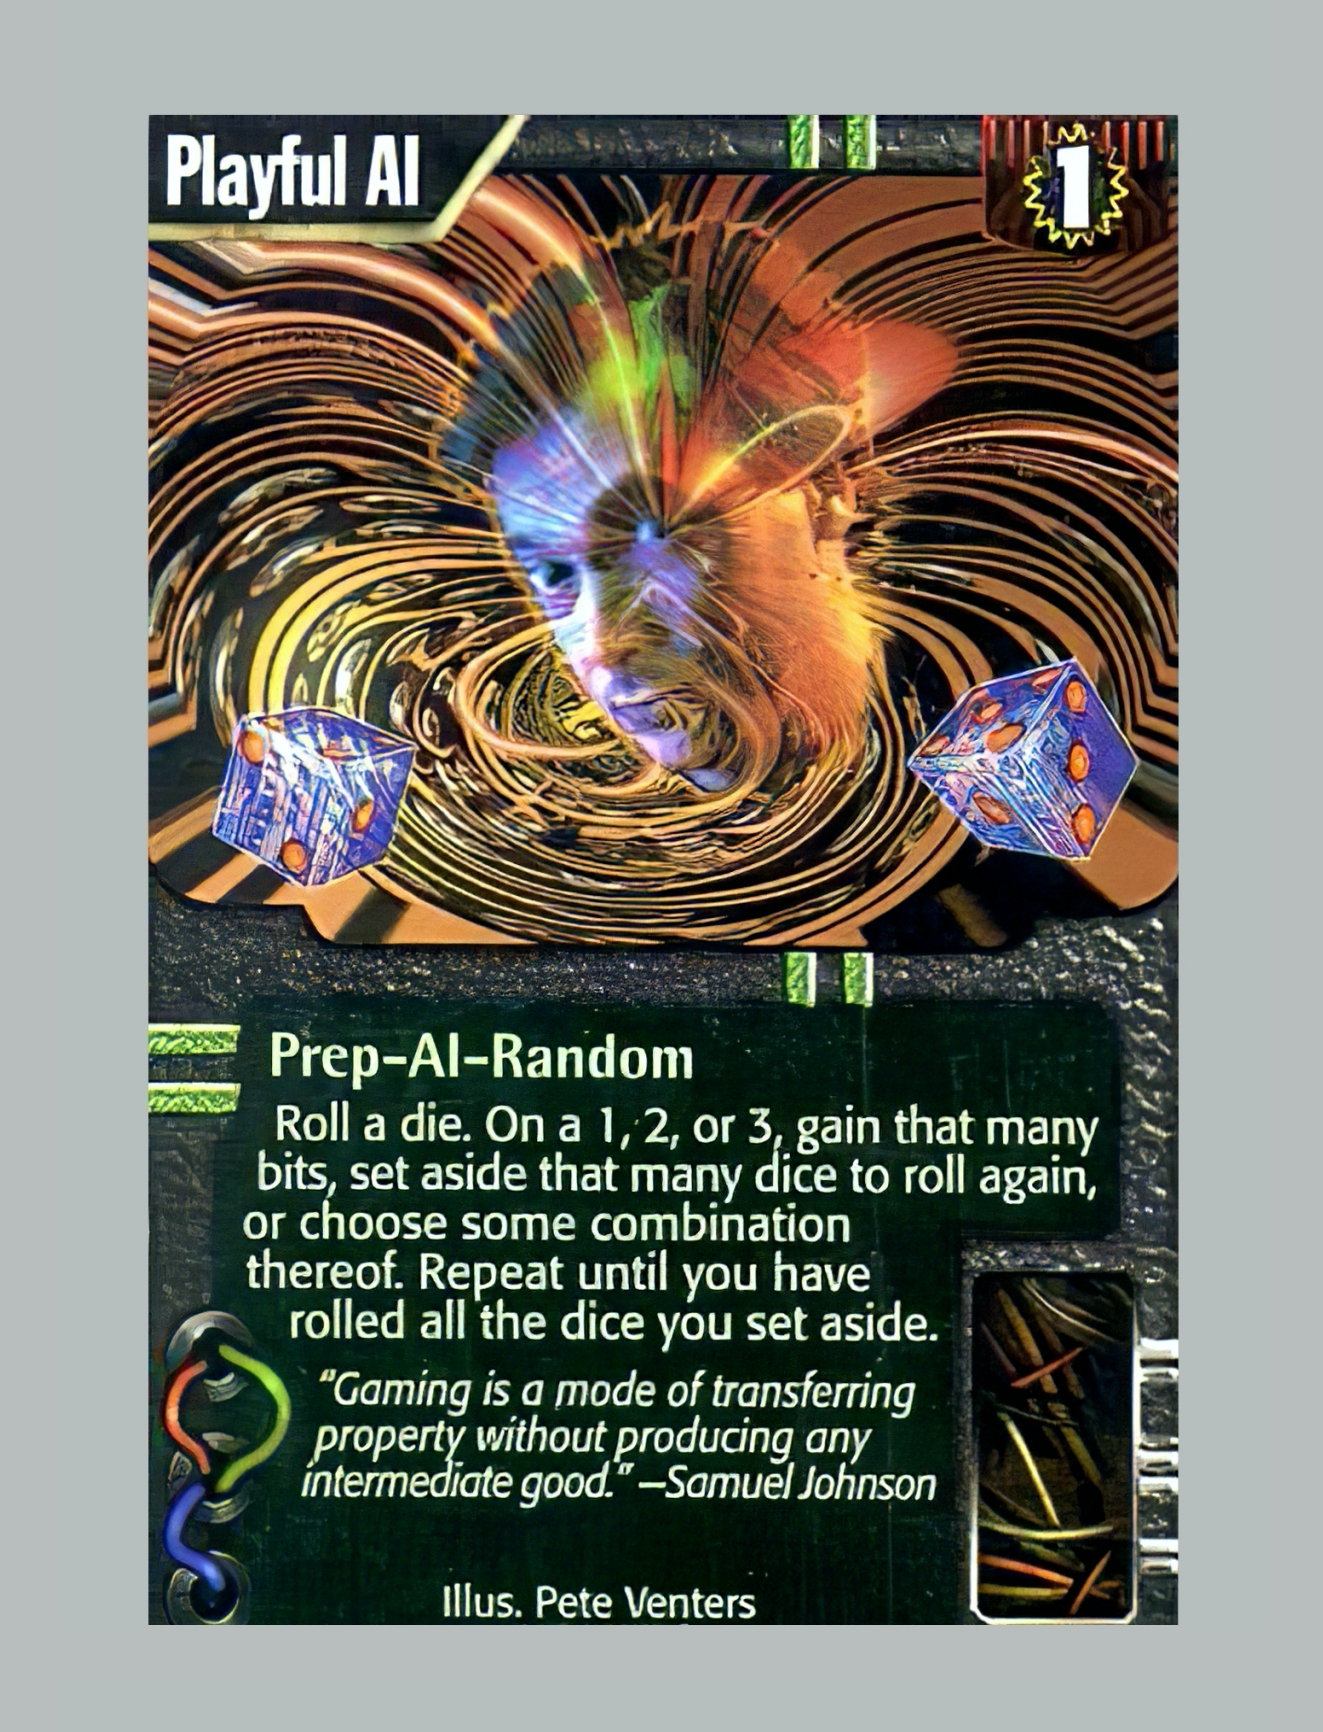 Playful AI
1
Prep-AI-Random
Roll a die. On a 1, 2, or 3, gain that many
bits, set aside that many dice to roll again,
or choose some combination
thereof. Repeat until you have
rolled all the dice you set aside.
"Gaming is a mode of transferring
property without producing any
intermediate good." —Samuel Johnson
Illus. Pete Venters